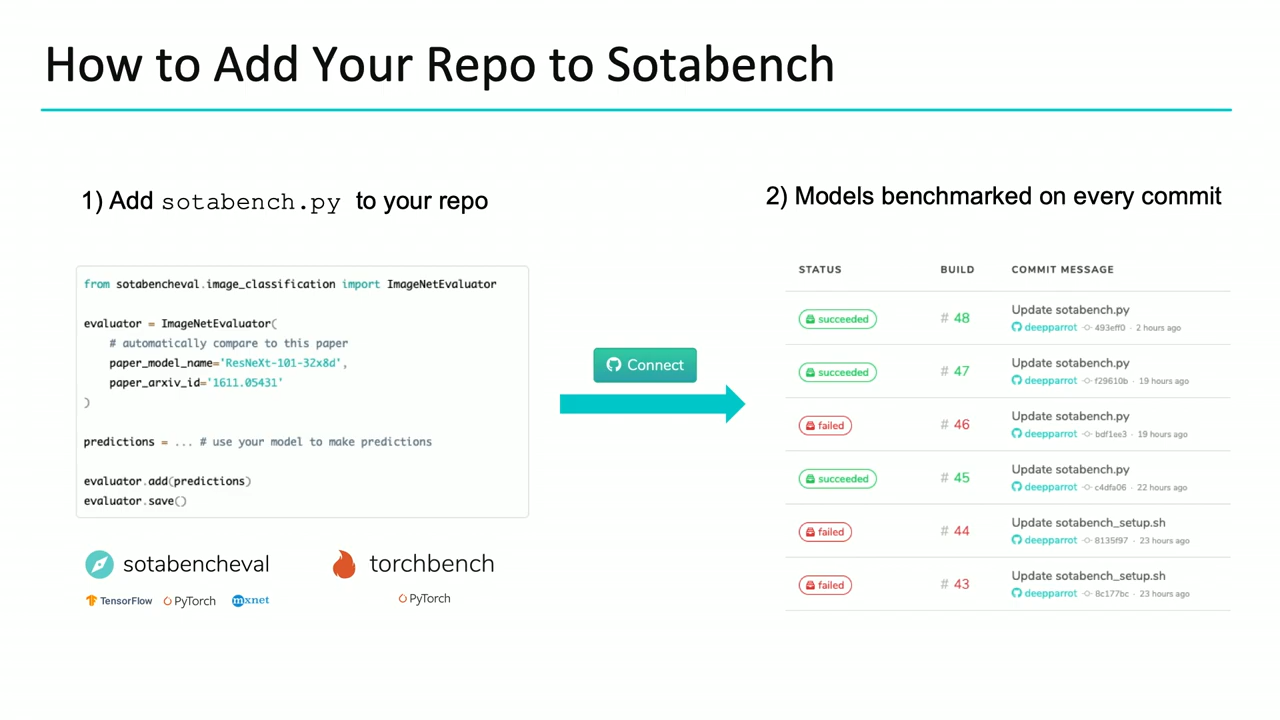 How to Add Your Repo to Sotabench
1) Add sotabench.py to your repo
from sotabencheval.image_classification import ImageNetEvaluator
evaluator = ImageNetEvaluator(
# automatically compare to this paper
paper_model_name='ResNeXt-101-32x8d',
paper_arxiv_id='1611.05431'
)
predictions = ... # use your model to make predictions
evaluator.add(predictions)
evaluator.save()
sotabencheval
torchbench
TensorFlow PyTorch mxnet
PyTorch
Connect
2) Models benchmarked on every commit
STATUS BUILD COMMIT MESSAGE
succeeded # 48 Update sotabench.py
deepparrot 493eff0 · 2 hours ago
succeeded # 47 Update sotabench.py
deepparrot f29610b · 19 hours ago
failed # 46 Update sotabench.py
deepparrot bdf1ee3 · 19 hours ago
succeeded # 45 Update sotabench.py
deepparrot c4dfa06 · 22 hours ago
failed # 44 Update sotabench_setup.sh
deepparrot 8135f97 · 23 hours ago
failed # 43 Update sotabench_setup.sh
deepparrot 8c177bc · 23 hours ago